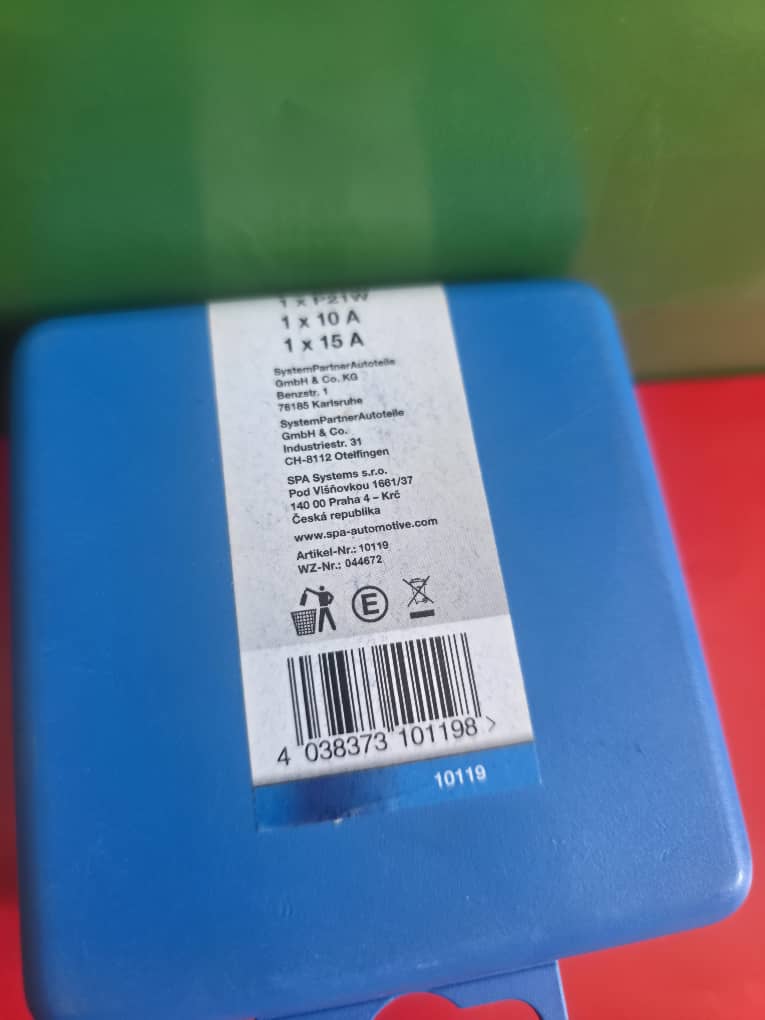 1 x P21W
1 x 10 A
1 x 15 A
SystemPartnerAutoteile
GmbH & Co. KG
Benzstr. 1
76185 Karlsruhe
SystemPartnerAutoteile
GmbH & Co.
Industriestr. 31
CH-8112 Otelfingen
SPA Systems s.r.o.
Pod Višňovkou 1661/37
140 00 Praha 4 – Krč
Česká republika
www.spa-automotive.com
Artikel-Nr.: 10119
WZ-Nr.: 044672
E
4 038373 101198 >
10119